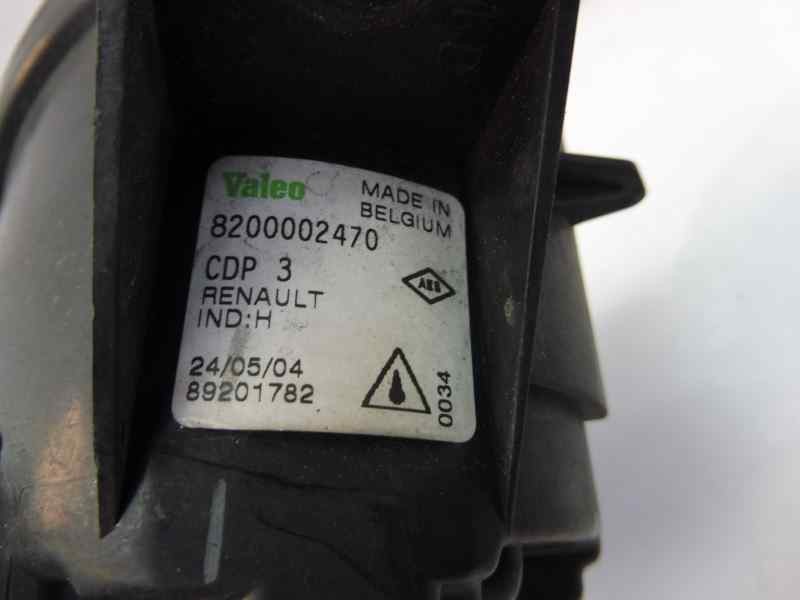 Valeo
MADE IN
BELGIUM
8200002470
CDP 3
RENAULT
IND:H
24/05/04
89201782
0034